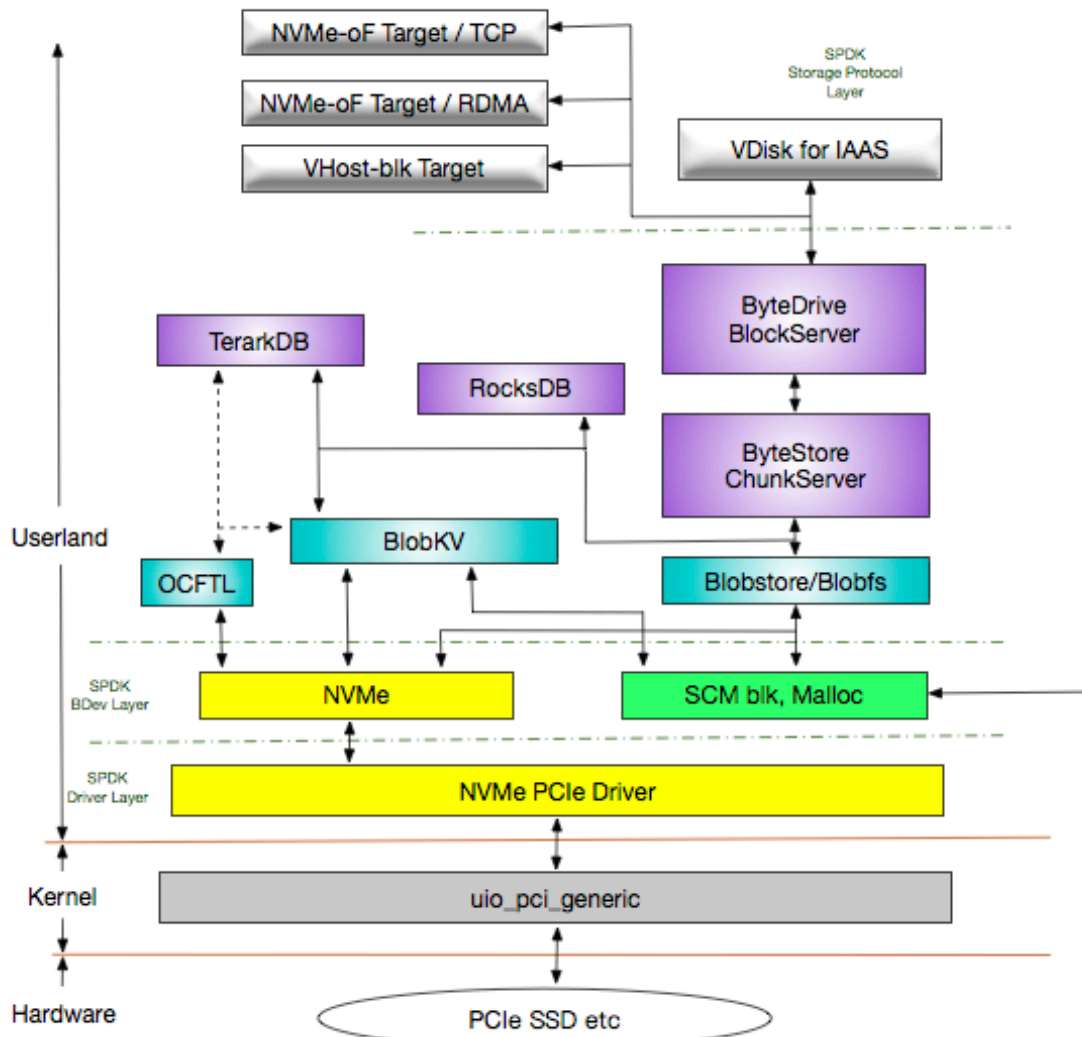 NVMe-oF Target / TCP
SPDK
Storage Protocol
Layer
NVMe-oF Target / RDMA
VHost-blk Target
VDisk for IAAS
ByteDrive
BlockServer
TerarkDB
RocksDB
ByteStore
ChunkServer
Userland
BlobKV
OCFTL
Blobstore/Blobfs
SPDK
BDev Layer
NVMe
SCM blk, Malloc
SPDK
Driver Layer
NVMe PCIe Driver
Kernel
uio_pci_generic
Hardware
PCIe SSD etc